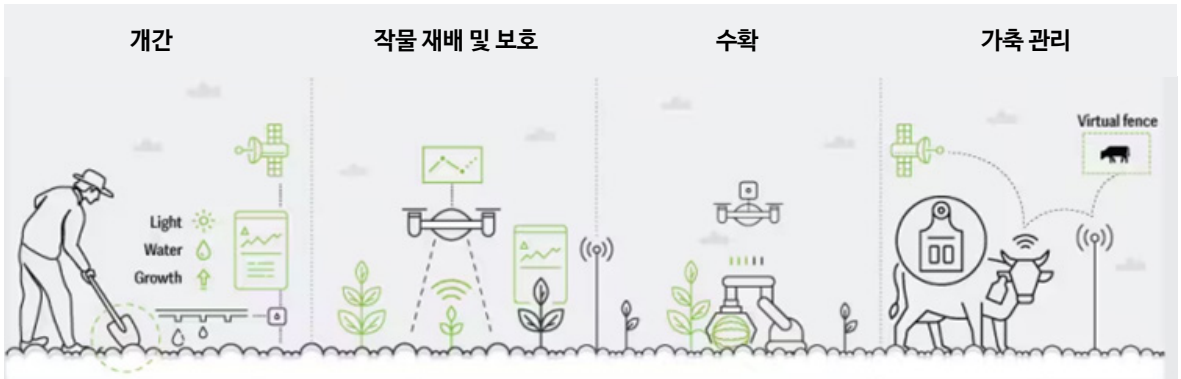 개간
작물 재배 및 보호
수확
가축 관리
Light
Water
Growth
Virtual fence